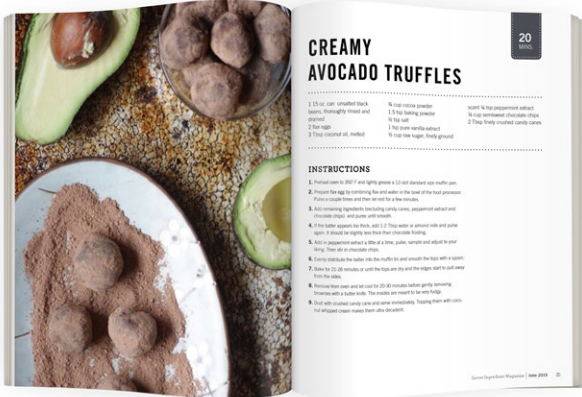 20
MINS.
CREAMY
AVOCADO TRUFFLES
1 15 oz. can unsalted black
beans, thoroughly rinsed and
drained
2 flax eggs
3 Tbsp coconut oil, melted
¾ cup cocoa powder
1.5 tsp baking powder
¼ tsp salt
1 tsp pure vanilla extract
½ cup raw sugar, finely ground
scant ¼ tsp peppermint extract
¼ cup semisweet chocolate chips
2 Tbsp finely crushed candy canes
INSTRUCTIONS
1. Preheat oven to 350° F and lightly grease a 12-slot standard size muffin pan.
2. Prepare flax egg by combining flax and water in the bowl of the food processor.
Pulse a couple times and then let rest for a few minutes.
3. Add remaining ingredients (excluding candy canes, peppermint extract and
chocolate chips) and puree until smooth.
4. If the batter appears too thick, add 1-2 Tbsp water or almond milk and pulse
again. It should be slightly less thick than chocolate frosting.
5. Add in peppermint extract a little at a time, pulse, sample and adjust to your
liking. Then stir in chocolate chips.
6. Evenly distribute the batter into the muffin tin and smooth the tops with a spoon.
7. Bake for 21-26 minutes or until the tops are dry and the edges start to pull away
from the sides.
8. Remove from oven and let cool for 20-30 minutes before gently removing
brownies with a butter knife. The insides are meant to be very fudgy.
9. Dust with crushed candy cane and serve immediately. Topping them with coco-
nut whipped cream makes them ultra decadent.
Secret Ingredient Magazine | June 2015